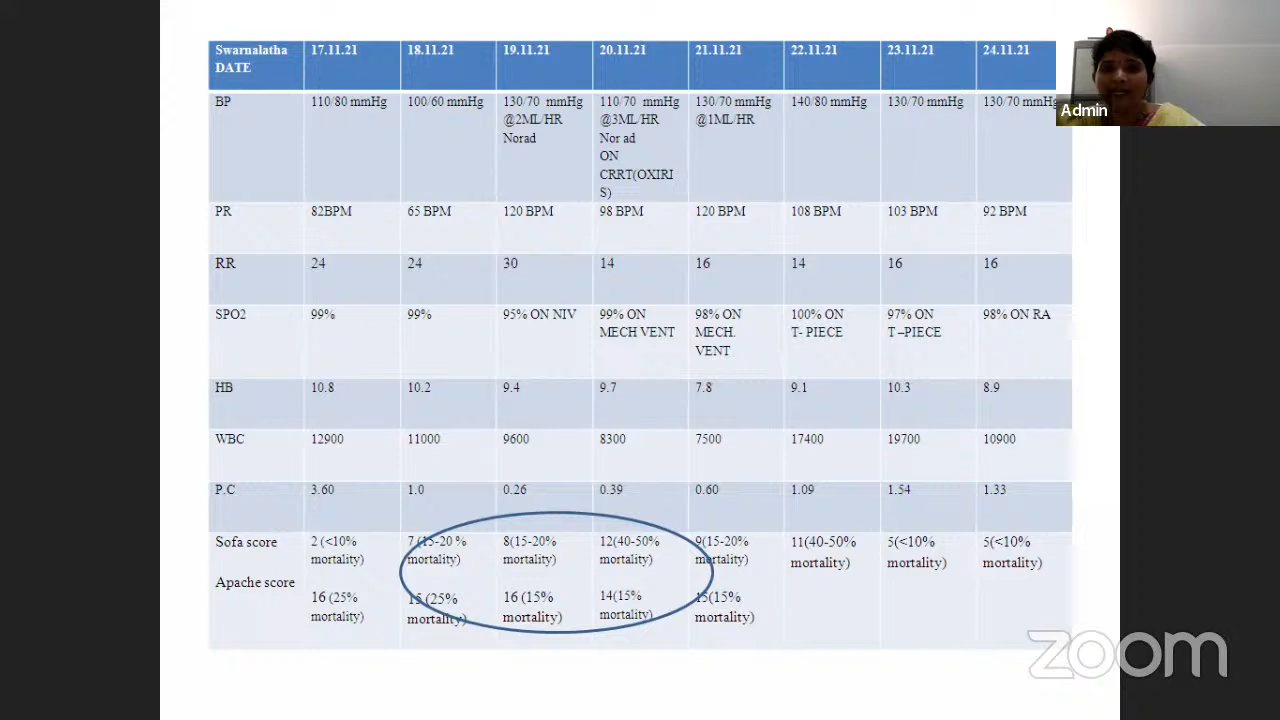 Swarnalatha DATE 17.11.21 18.11.21 19.11.21 20.11.21 21.11.21 22.11.21 23.11.21 24.11.21
BP 110/80 mmHg 100/60 mmHg 130/70 mmHg @2ML/HR Norad 110/70 mmHg @3ML/HR Nor ad ON CRRT(OXIRIS) 130/70 mmHg @1ML/HR 140/80 mmHg 130/70 mmHg 130/70 mmHg
PR 82BPM 65 BPM 120 BPM 98 BPM 120 BPM 108 BPM 103 BPM 92 BPM
RR 24 24 30 14 16 14 16 16
SPO2 99% 99% 95% ON NIV 99% ON MECH VENT 98% ON MECH. VENT 100% ON T- PIECE 97% ON T –PIECE 98% ON RA
HB 10.8 10.2 9.4 9.7 7.8 9.1 10.3 8.9
WBC 12900 11000 9600 8300 7500 17400 19700 10900
P.C 3.60 1.0 0.26 0.39 0.60 1.09 1.54 1.33
Sofa score 2 (<10% mortality) 7 (15-20 % mortality) 8(15-20% mortality) 12(40-50% mortality) 9(15-20% mortality) 11(40-50% mortality) 5(<10% mortality) 5(<10% mortality)
Apache score 16 (25% mortality) 15 (25% mortality) 16 (15% mortality) 14(15% mortality) 15(15% mortality)
Admin
zoom